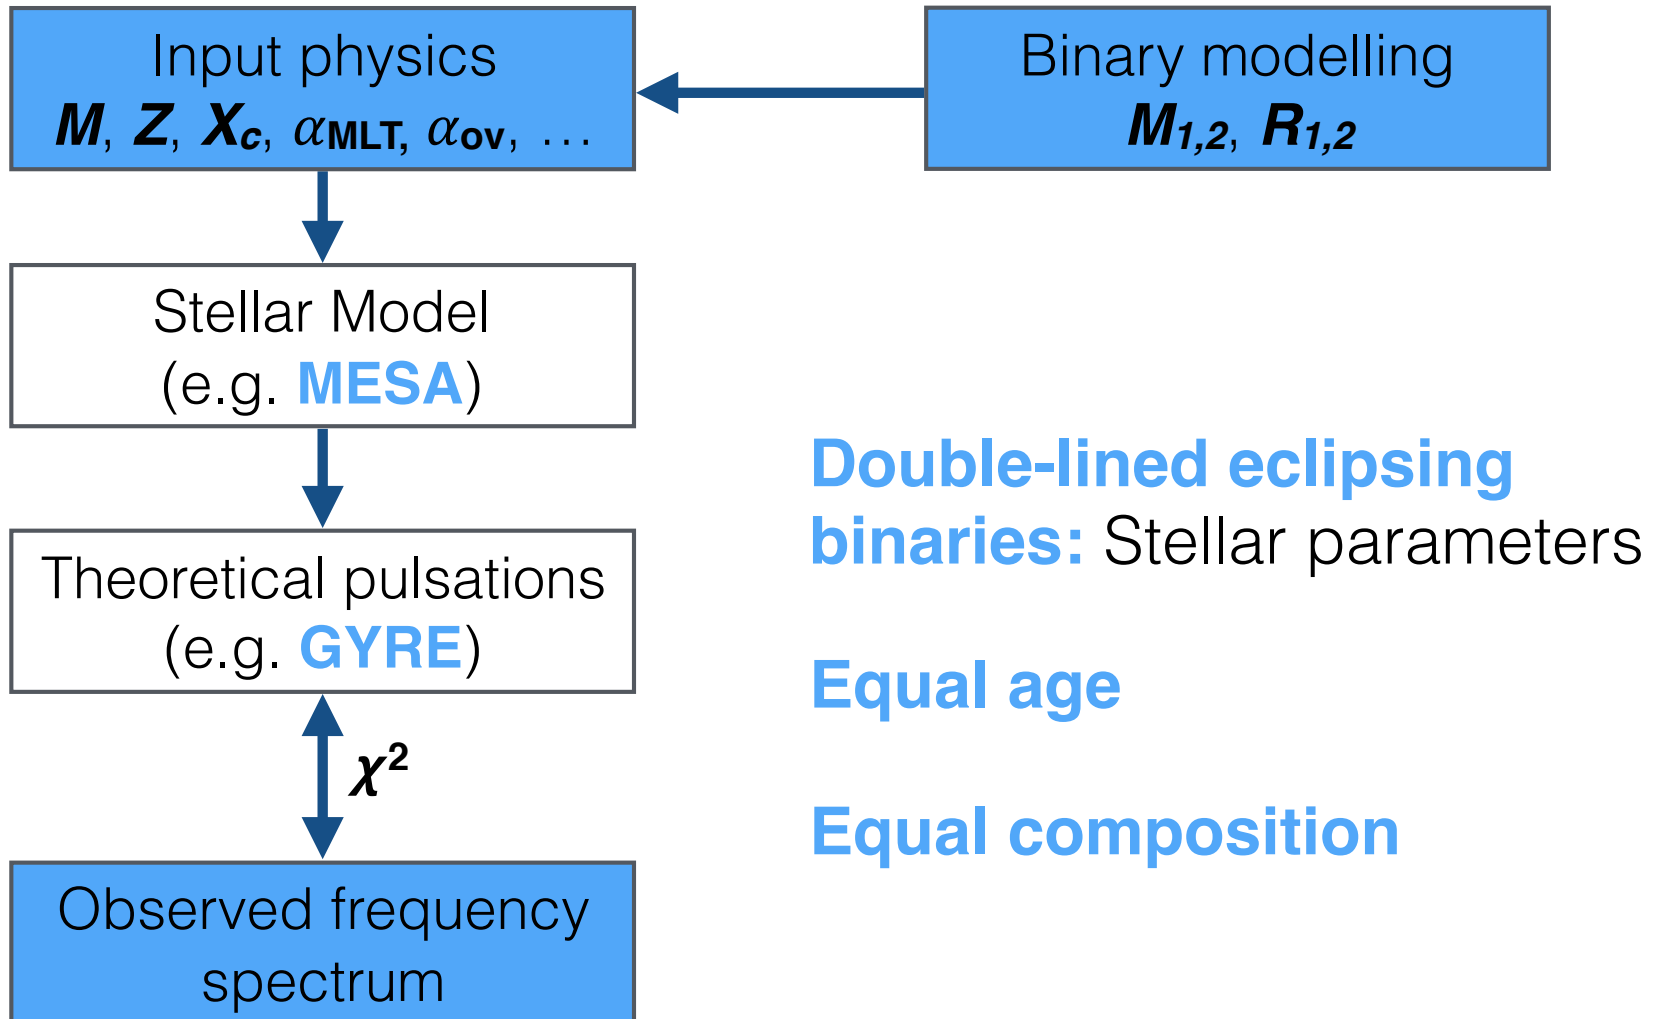 Input physics
M, Z, Xc, αMLT, αov, ...
Binary modelling
M1,2, R1,2
Stellar Model
(e.g. MESA)
Theoretical pulsations
(e.g. GYRE)
χ²
Observed frequency
spectrum
Double-lined eclipsing
binaries: Stellar parameters
Equal age
Equal composition